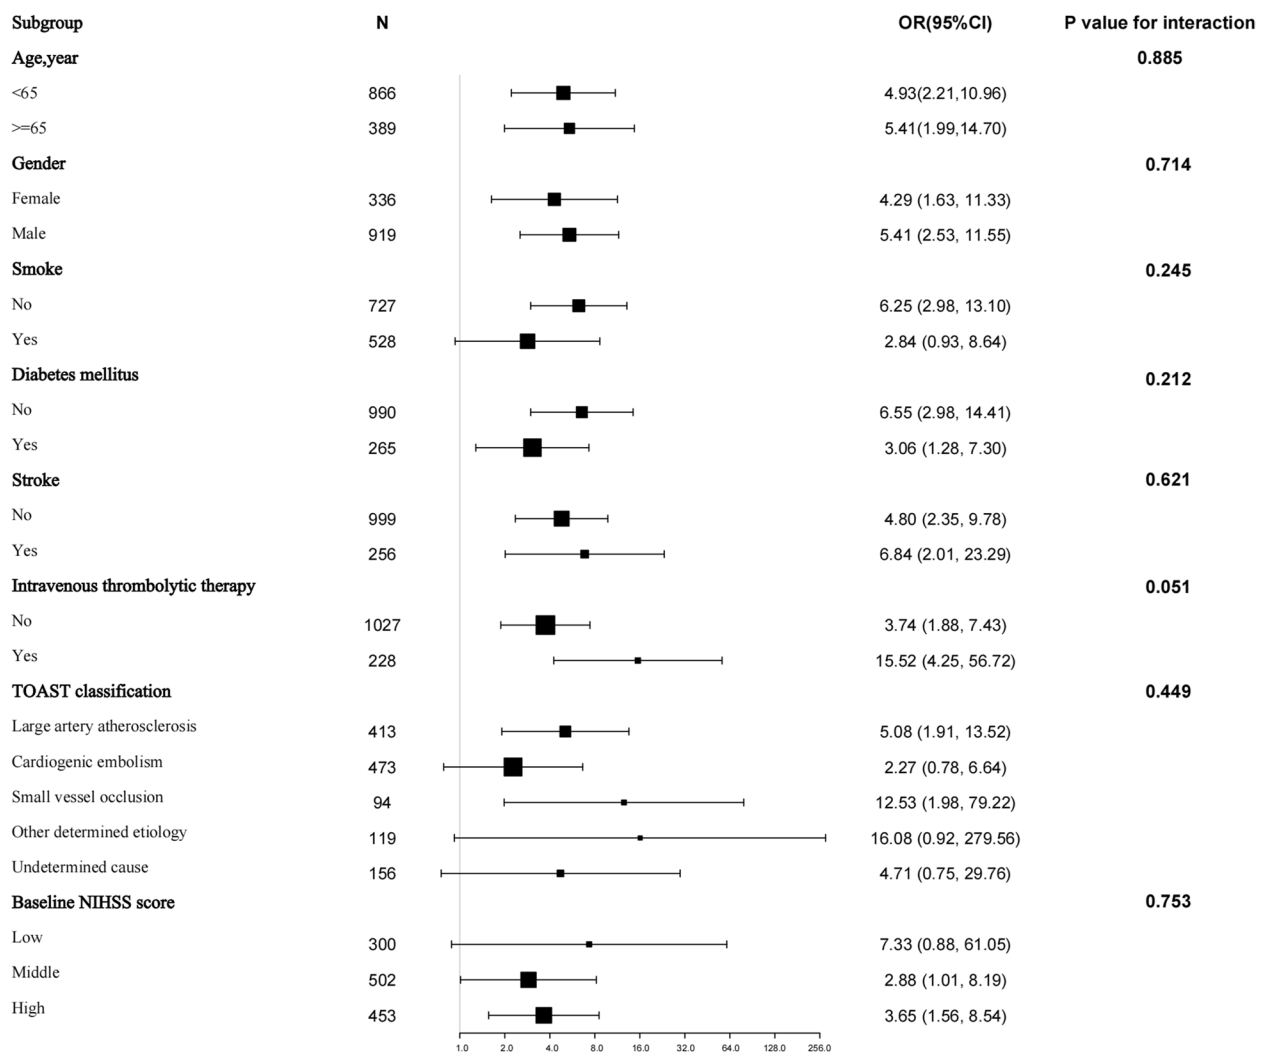 Subgroup N OR(95%CI) P value for interaction
Age,year 0.885
<65 866 4.93(2.21,10.96)
>=65 389 5.41(1.99,14.70)
Gender 0.714
Female 336 4.29 (1.63, 11.33)
Male 919 5.41 (2.53, 11.55)
Smoke 0.245
No 727 6.25 (2.98, 13.10)
Yes 528 2.84 (0.93, 8.64)
Diabetes mellitus 0.212
No 990 6.55 (2.98, 14.41)
Yes 265 3.06 (1.28, 7.30)
Stroke 0.621
No 999 4.80 (2.35, 9.78)
Yes 256 6.84 (2.01, 23.29)
Intravenous thrombolytic therapy 0.051
No 1027 3.74 (1.88, 7.43)
Yes 228 15.52 (4.25, 56.72)
TOAST classification 0.449
Large artery atherosclerosis 413 5.08 (1.91, 13.52)
Cardiogenic embolism 473 2.27 (0.78, 6.64)
Small vessel occlusion 94 12.53 (1.98, 79.22)
Other determined etiology 119 16.08 (0.92, 279.56)
Undetermined cause 156 4.71 (0.75, 29.76)
Baseline NIHSS score 0.753
Low 300 7.33 (0.88, 61.05)
Middle 502 2.88 (1.01, 8.19)
High 453 3.65 (1.56, 8.54)
1.0 2.0 4.0 8.0 16.0 32.0 64.0 128.0 256.0